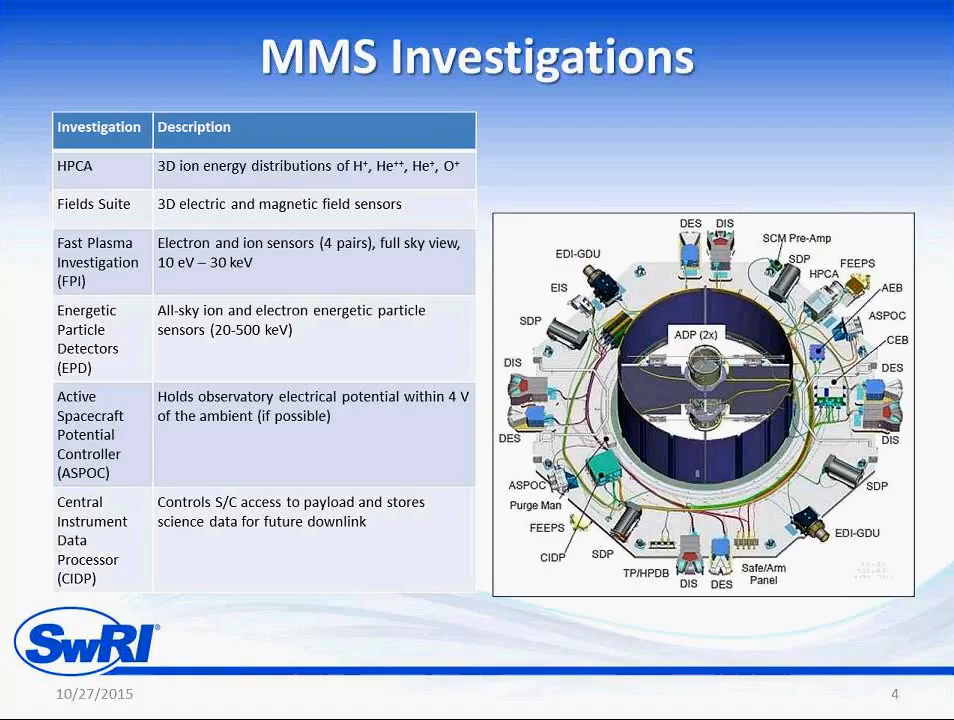 MMS Investigations
Investigation Description
HPCA 3D ion energy distributions of H⁺, He⁺⁺, He⁺, O⁺
Fields Suite 3D electric and magnetic field sensors
Fast Plasma
Investigation
(FPI)
Electron and ion sensors (4 pairs), full sky view,
10 eV – 30 keV
Energetic
Particle
Detectors
(EPD)
All-sky ion and electron energetic particle
sensors (20-500 keV)
Active
Spacecraft
Potential
Controller
(ASPOC)
Holds observatory electrical potential within 4 V
of the ambient (if possible)
Central
Instrument
Data
Processor
(CIDP)
Controls S/C access to payload and stores
science data for future downlink
DES
DIS
SCM Pre-Amp
EDI-GDU
SDP
HPCA
FEEPS
EIS
AEB
SDP
ASPOC
ADP (2x)
CEB
DIS
DES
DES
DIS
ASPOC
SDP
Purge Man
FEEPS
EDI-GDU
CIDP
SDP
TP/HPDB
DIS
DES
Safe/Arm
Panel
SwRI®
10/27/2015
4